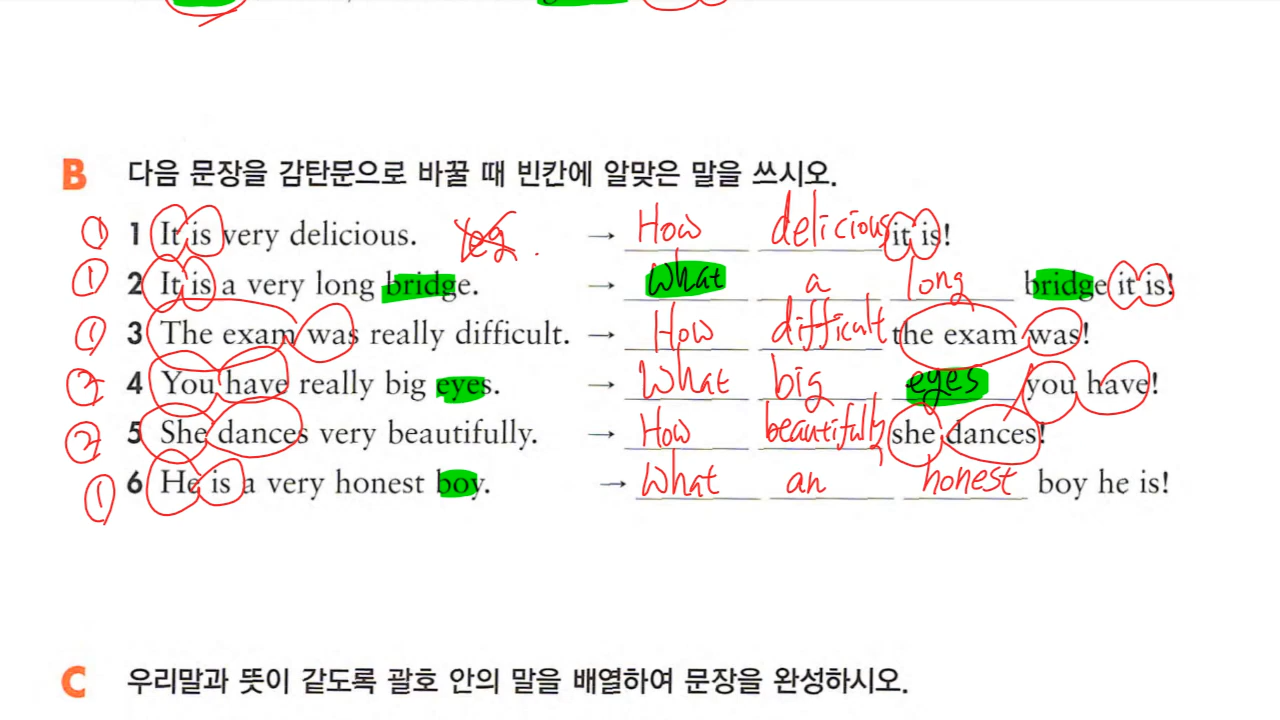 B 다음 문장을 감탄문으로 바꿀 때 빈칸에 알맞은 말을 쓰시오.
① 1 It is very delicious. → How delicious it is!
① 2 It is a very long bridge. → What a long bridge it is!
① 3 The exam was really difficult. → How difficult the exam was!
② 4 You have really big eyes. → What big eyes you have!
② 5 She dances very beautifully. → How beautifully she dances!
① 6 He is a very honest boy. → What an honest boy he is!
C 우리말과 뜻이 같도록 괄호 안의 말을 배열하여 문장을 완성하시오.